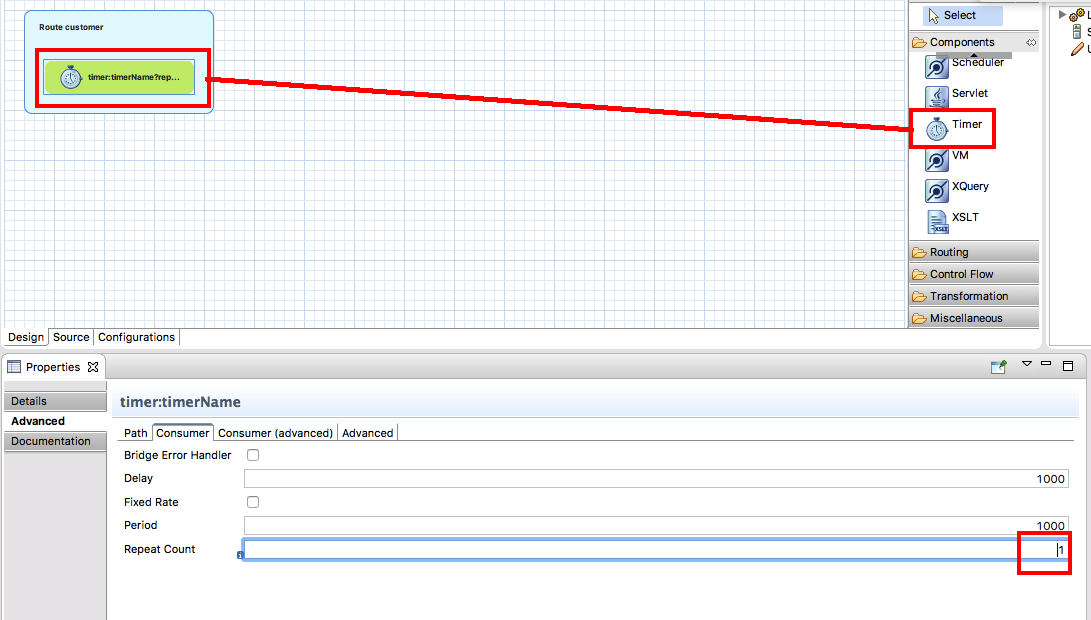 Route customer
timer:timerName?rep...
Select
Components
Scheduler
Servlet
Timer
VM
XQuery
XSLT
Routing
Control Flow
Transformation
Miscellaneous
Design Source Configurations
Properties
Details
Advanced
Documentation
timer:timerName
Path Consumer Consumer (advanced) Advanced
Bridge Error Handler
Delay 1000
Fixed Rate
Period 1000
Repeat Count 1